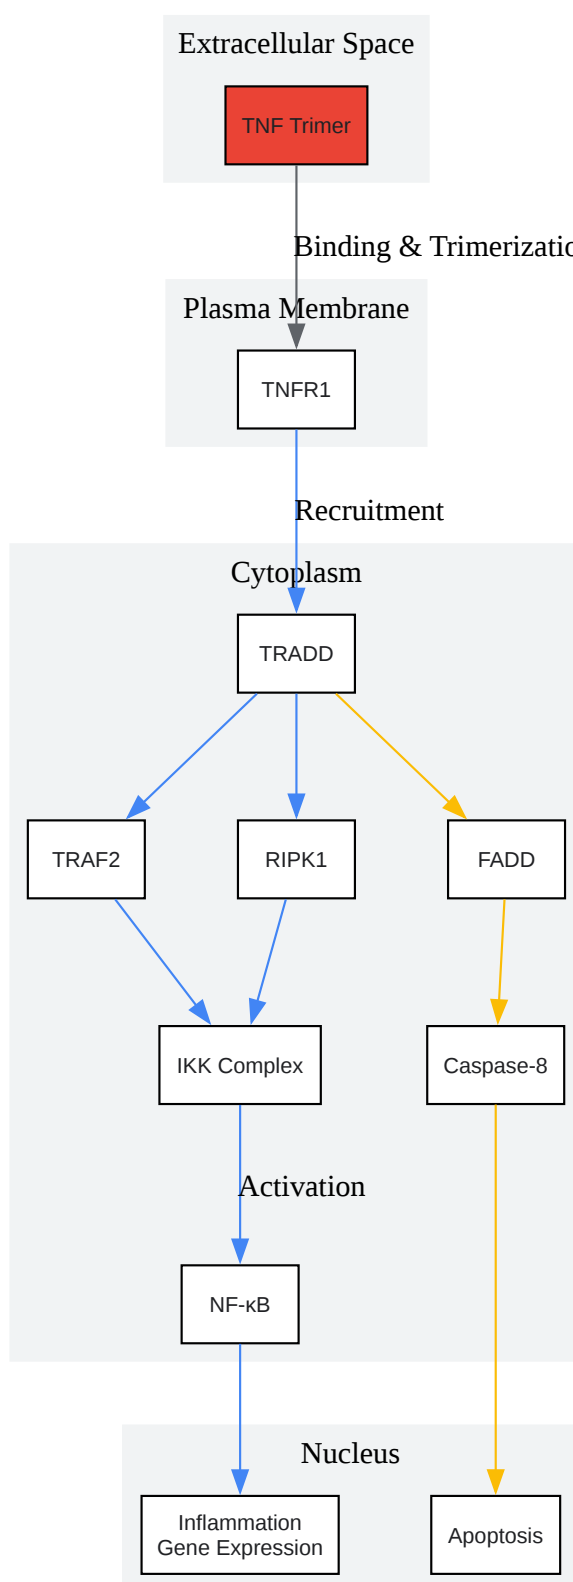 Extracellular Space
TNF Trimer
Binding & Trimerizatio
Plasma Membrane
TNFR1
Recruitment
Cytoplasm
TRADD
TRAF2
RIPK1
FADD
IKK Complex
Caspase-8
Activation
NF-κB
Nucleus
Inflammation
Gene Expression
Apoptosis